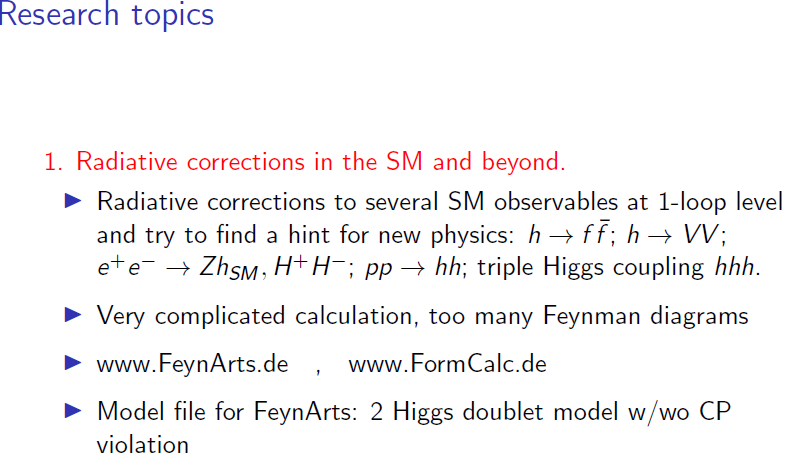 Research topics
1. Radiative corrections in the SM and beyond.
▶ Radiative corrections to several SM observables at 1-loop level
and try to find a hint for new physics: h → f f̄; h → VV;
e⁺e⁻ → Zh_SM, H⁺H⁻; pp → hh; triple Higgs coupling hhh.
▶ Very complicated calculation, too many Feynman diagrams
▶ www.FeynArts.de , www.FormCalc.de
▶ Model file for FeynArts: 2 Higgs doublet model w/wo CP
violation